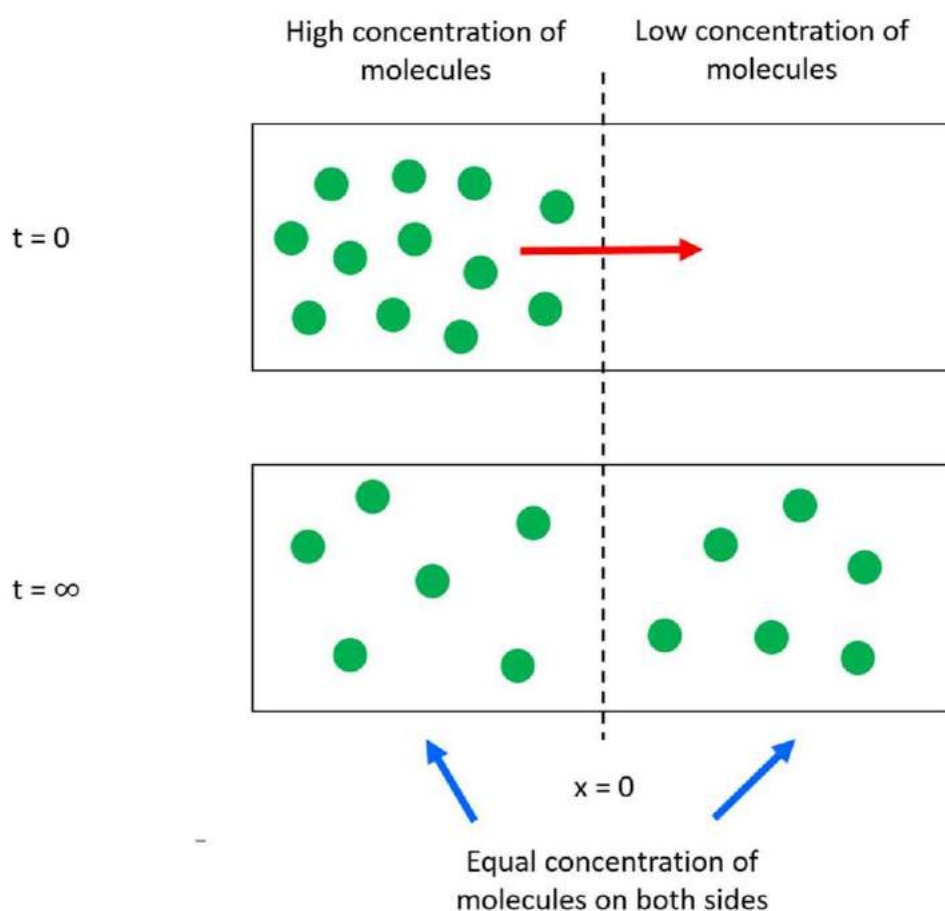 High concentration of
molecules
Low concentration of
molecules
t = 0
t = ∞
x = 0
Equal concentration of
molecules on both sides